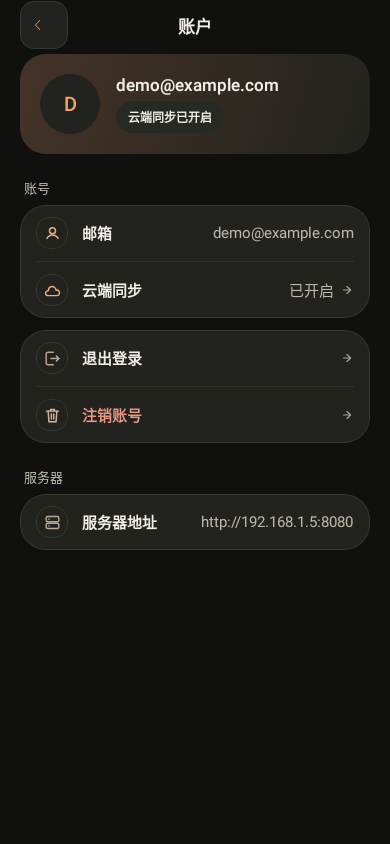 账户
D
demo@example.com
云端同步已开启
账号
邮箱 demo@example.com
云端同步 已开启
退出登录
注销账号
服务器
服务器地址 http://192.168.1.5:8080